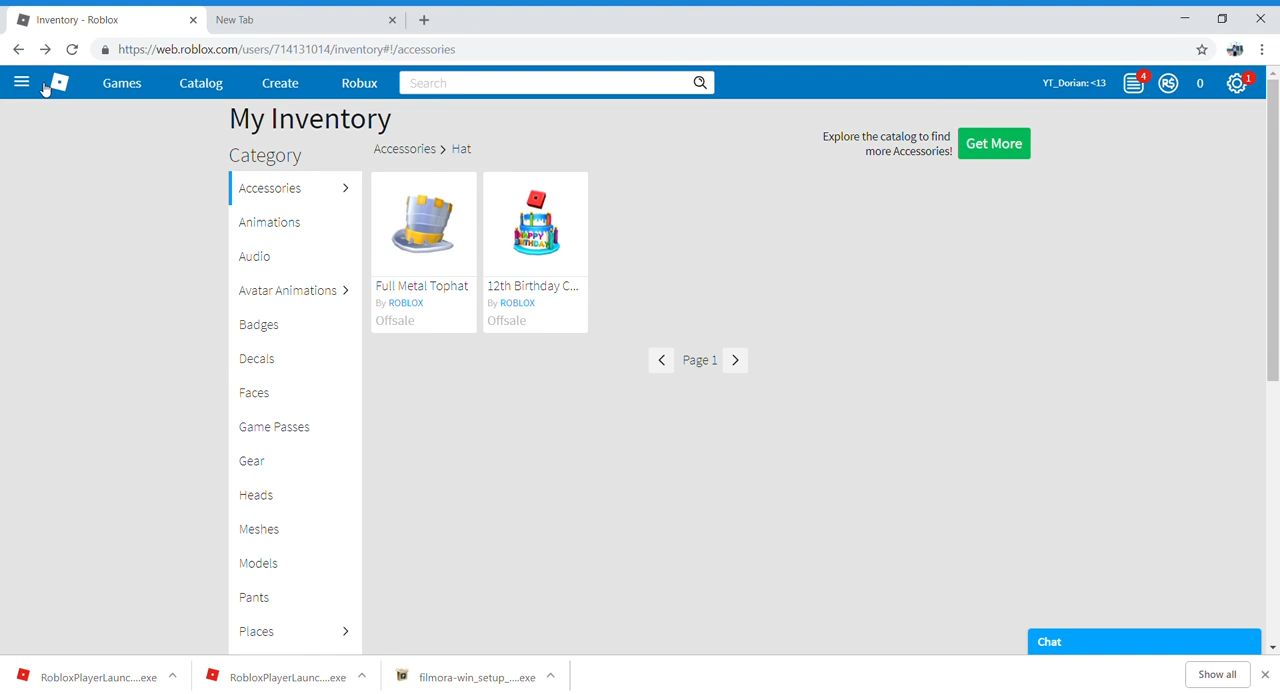 Inventory - Roblox
New Tab
https://web.roblox.com/users/714131014/inventory#!/accessories
Games
Catalog
Create
Robux
Search
YT_Dorian: <13
4
R$
0
1
My Inventory
Explore the catalog to find
more Accessories!
Get More
Category
Accessories > Hat
Accessories
Animations
Audio
Avatar Animations
Badges
Decals
Faces
Game Passes
Gear
Heads
Meshes
Models
Pants
Places
HAPPY
BIRTHDAY
Full Metal Tophat
By ROBLOX
Offsale
12th Birthday C...
By ROBLOX
Offsale
Page 1
Chat
RobloxPlayerLaunc....exe
RobloxPlayerLaunc....exe
filmora-win_setup_....exe
Show all